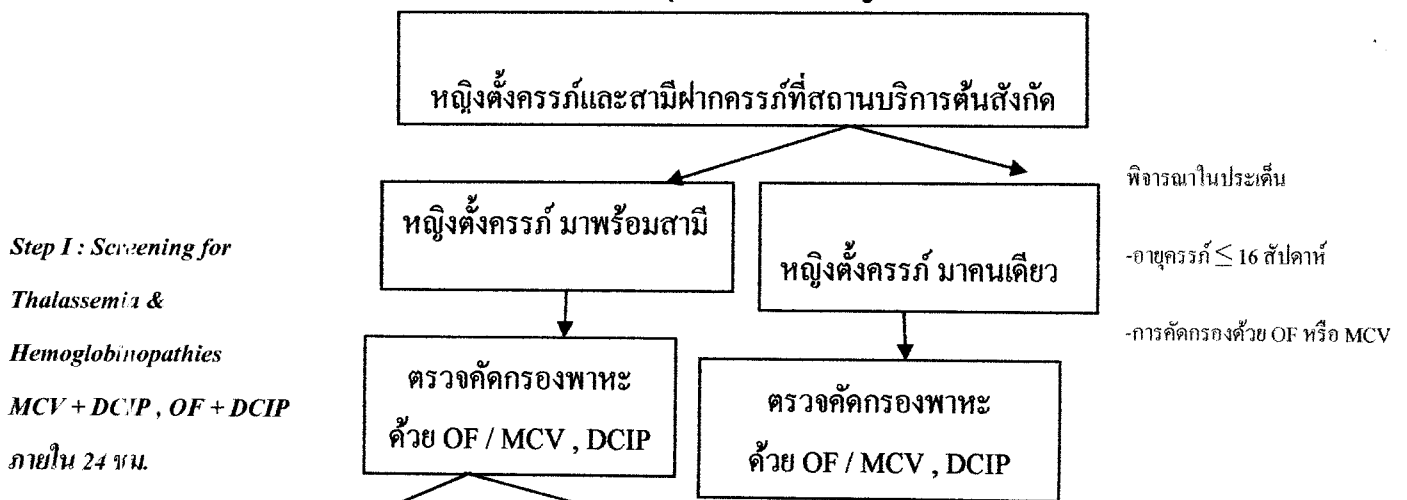 หญิงตั้งครรภ์และสามีฝากครรภ์ที่สถานบริการต้นสังกัด
หญิงตั้งครรภ์ มาพร้อมสามี
หญิงตั้งครรภ์ มาคนเดียว
พิจารณาในประเด็น
-อายุครรภ์ ≤ 16 สัปดาห์
-การคัดกรองด้วย OF หรือ MCV
Step I : Screening for
Thalassemia &
Hemoglobinopathies
MCV + DCIP , OF + DCIP
ภายใน 24 ชม.
ตรวจคัดกรองพาหะ
ด้วย OF / MCV , DCIP
ตรวจคัดกรองพาหะ
ด้วย OF / MCV , DCIP